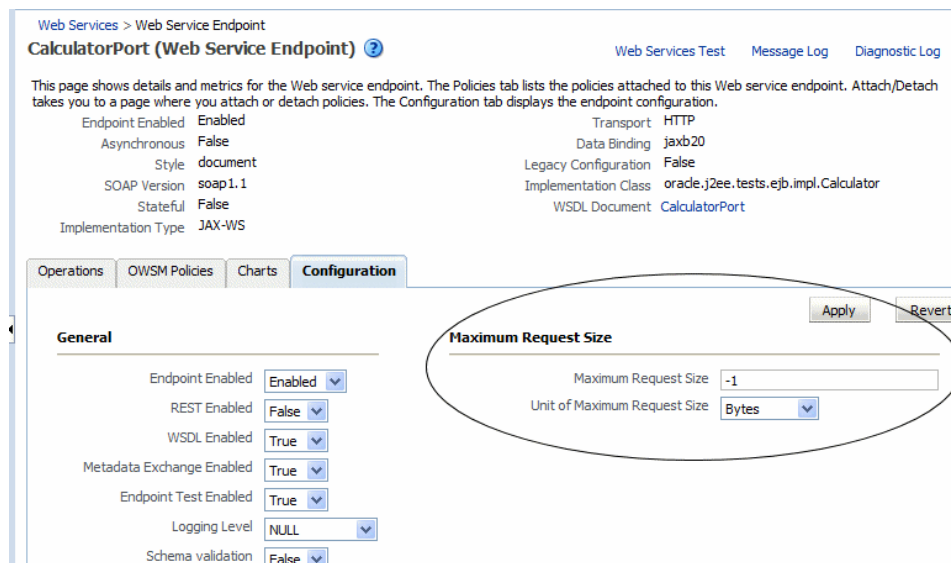 Web Services > Web Service Endpoint
CalculatorPort (Web Service Endpoint) ?
Web Services Test Message Log Diagnostic Log
This page shows details and metrics for the Web service endpoint. The Policies tab lists the policies attached to this Web service endpoint. Attach/Detach
takes you to a page where you attach or detach policies. The Configuration tab displays the endpoint configuration.
Endpoint Enabled Enabled
Asynchronous False
Style document
SOAP Version soap1.1
Stateful False
Implementation Type JAX-WS
Transport HTTP
Data Binding jaxb20
Legacy Configuration False
Implementation Class oracle.j2ee.tests.ejb.impl.Calculator
WSDL Document CalculatorPort
Operations OWSM Policies Charts Configuration
Apply Revert
General
Endpoint Enabled Enabled
REST Enabled False
WSDL Enabled True
Metadata Exchange Enabled True
Endpoint Test Enabled True
Logging Level NULL
Schema validation False
Maximum Request Size
Maximum Request Size -1
Unit of Maximum Request Size Bytes